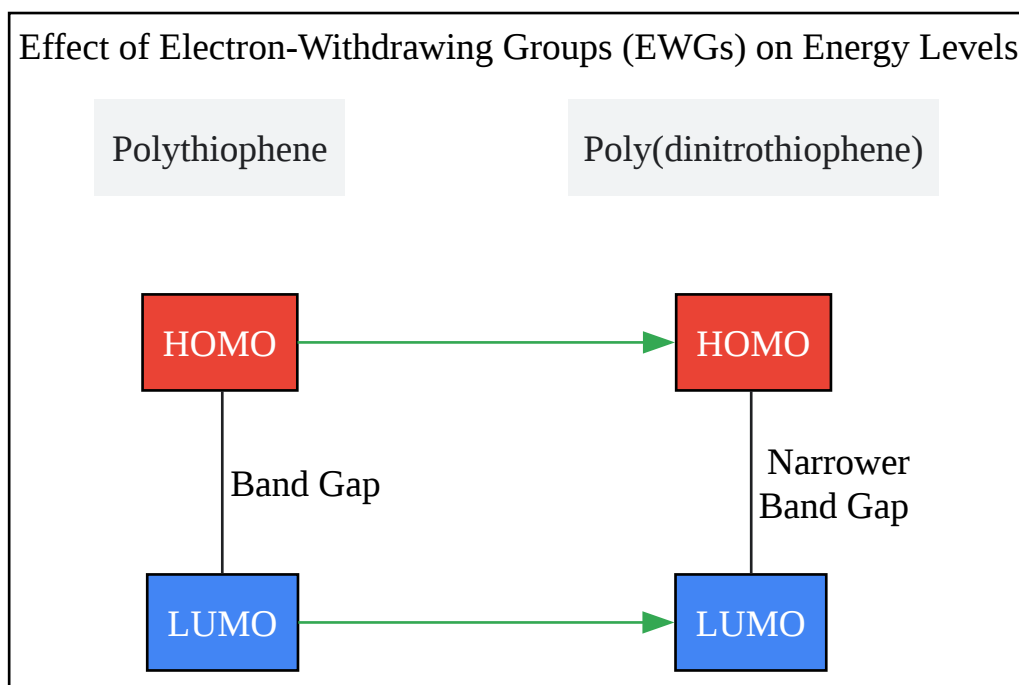 Effect of Electron-Withdrawing Groups (EWGs) on Energy Levels
Polythiophene
Poly(dinitrothiophene)
HOMO
HOMO
Band Gap
Narrower
Band Gap
LUMO
LUMO